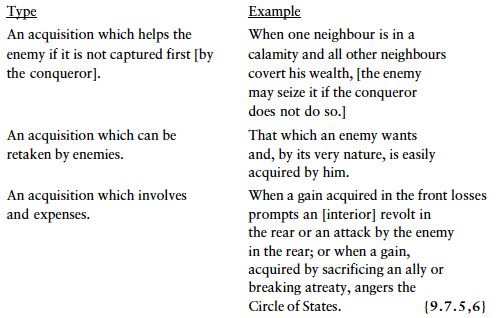 Type Example
An acquisition which helps the When one neighbour is in a
enemy if it is not captured first [by calamity and all other neighbours
the conqueror]. covert his wealth, [the enemy
may seize it if the conqueror
does not do so.]
An acquisition which can be That which an enemy wants
retaken by enemies. and, by its very nature, is easily
acquired by him.
An acquisition which involves When a gain acquired in the front losses
and expenses. prompts an [interior] revolt in
the rear or an attack by the enemy
in the rear; or when a gain,
acquired by sacrificing an ally or
breaking atreaty, angers the
Circle of States. {9.7.5,6}